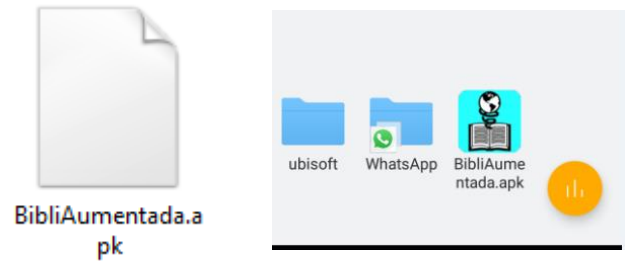 BibliAumentada.a
pk
ubisoft
WhatsApp
BibliAume
ntada.apk